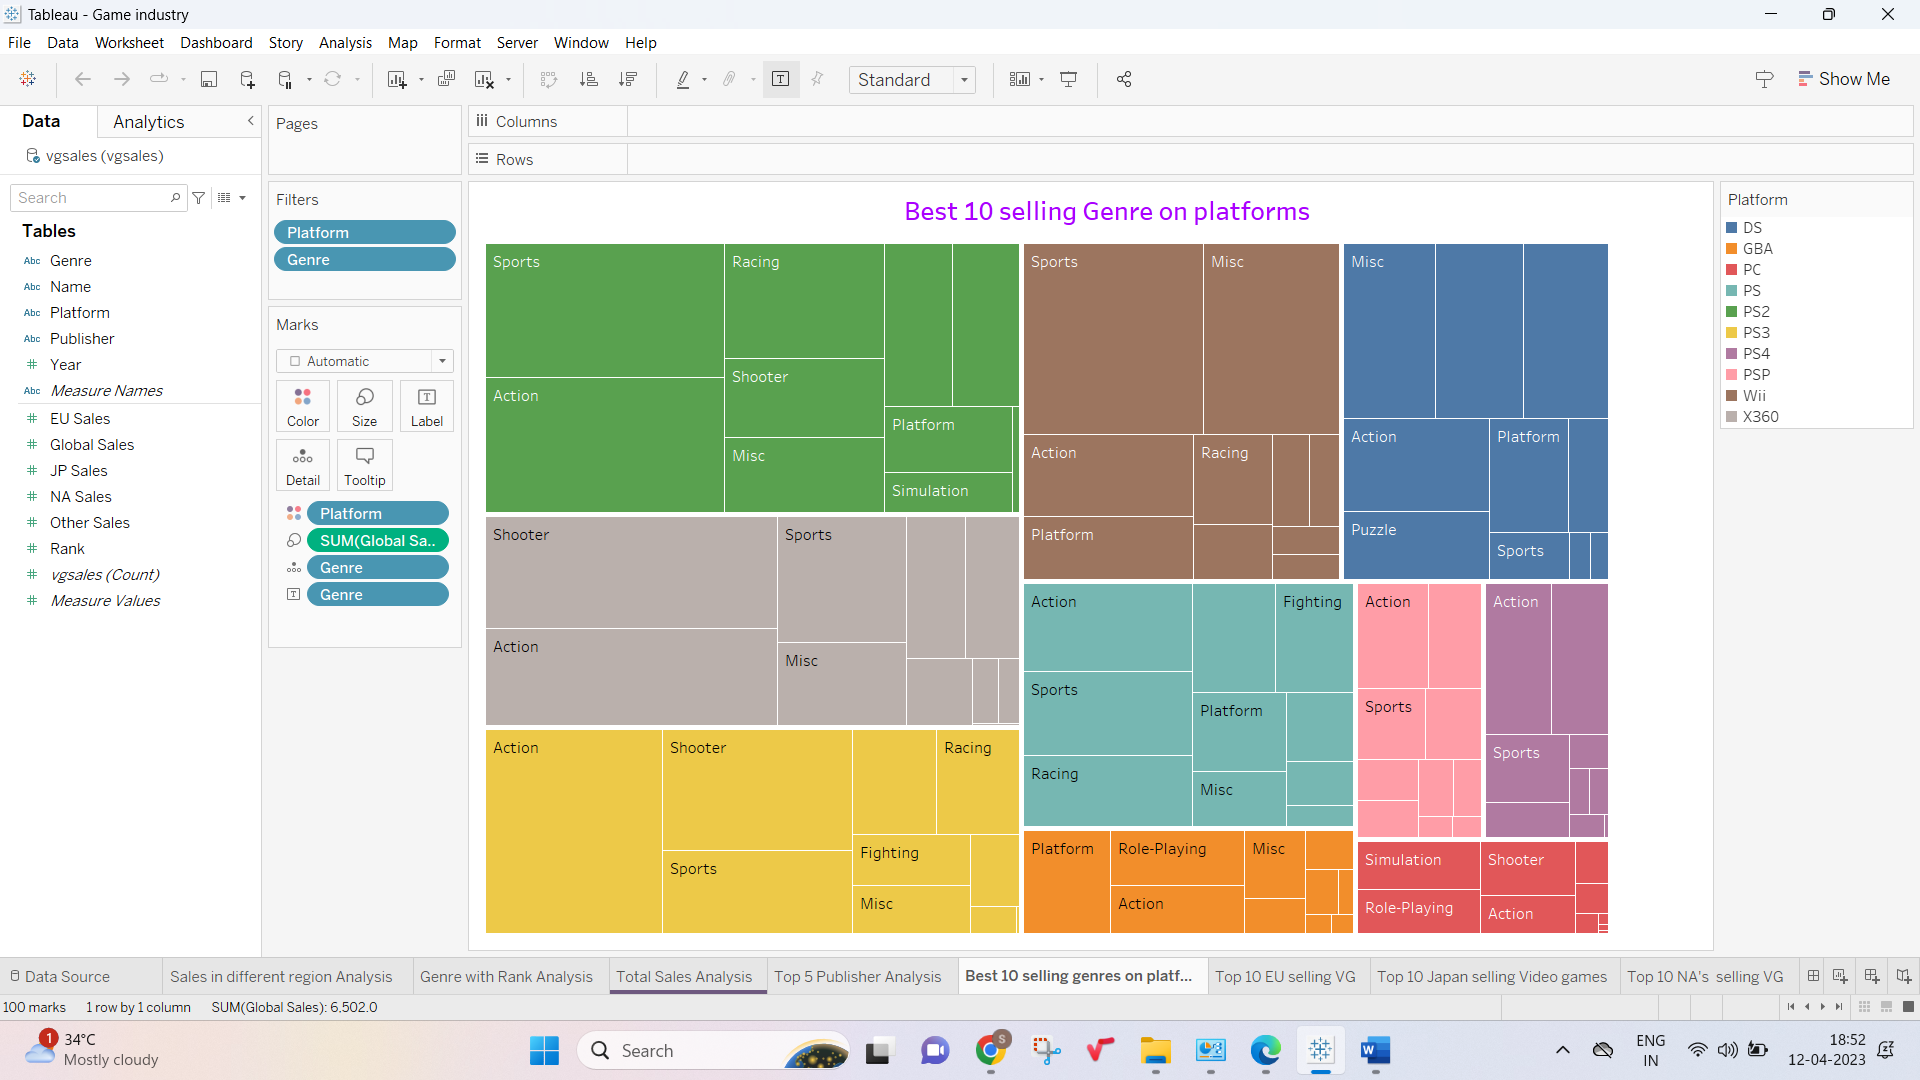 Tableau - Game industry
File Data Worksheet Dashboard Story Analysis Map Format Server Window Help
Standard
Show Me
Data Analytics
vgsales (vgsales)
Search
Tables
Abc Genre
Abc Name
Abc Platform
Abc Publisher
# Year
Abc Measure Names
# EU Sales
# Global Sales
# JP Sales
# NA Sales
# Other Sales
# Rank
# vgsales (Count)
# Measure Values
Pages
Filters
Platform
Genre
Marks
Automatic
Color Size Label
Detail Tooltip
Platform
SUM(Global Sa..
Genre
Genre
Columns
Rows
Best 10 selling Genre on platforms
Sports
Racing
Action
Shooter
Misc
Platform
Simulation
Shooter
Sports
Action
Misc
Action
Shooter
Racing
Sports
Fighting
Misc
Sports
Misc
Action
Racing
Platform
Misc
Action
Platform
Puzzle
Sports
Action
Fighting
Sports
Platform
Racing
Misc
Action
Sports
Action
Sports
Platform
Role-Playing
Misc
Action
Simulation
Shooter
Role-Playing
Action
Platform
DS
GBA
PC
PS
PS2
PS3
PS4
PSP
Wii
X360
Data Source Sales in different region Analysis Genre with Rank Analysis Total Sales Analysis Top 5 Publisher Analysis Best 10 selling genres on platf... Top 10 EU selling VG Top 10 Japan selling Video games Top 10 NA's selling VG
100 marks 1 row by 1 column SUM(Global Sales): 6,502.0
1
34°C
Mostly cloudy
Search
S
W
ENG
IN
18:52
12-04-2023